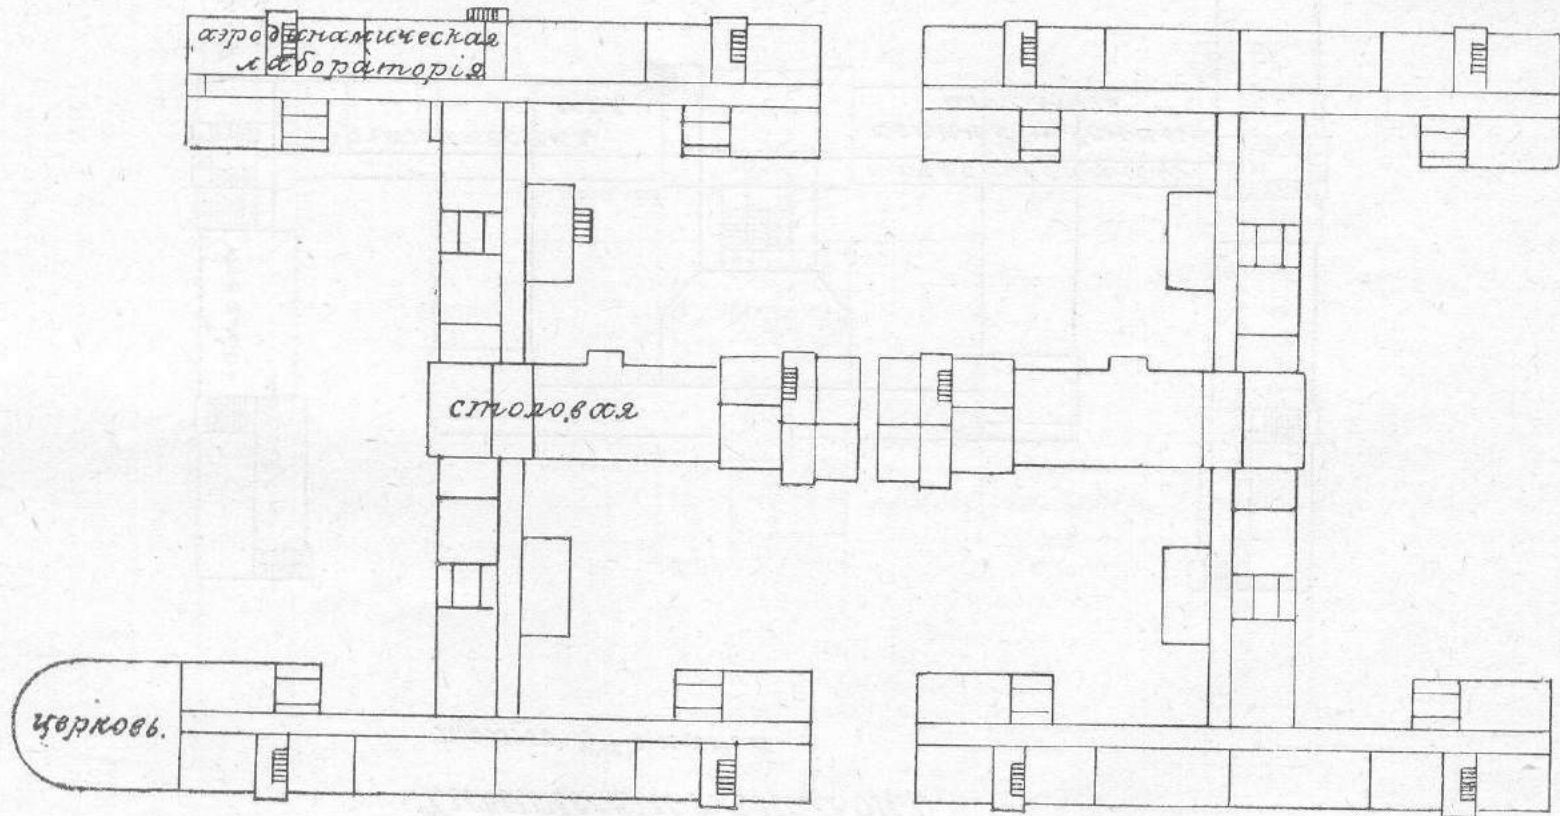 аэродинамическая
лабораторія
столовая
церковь.